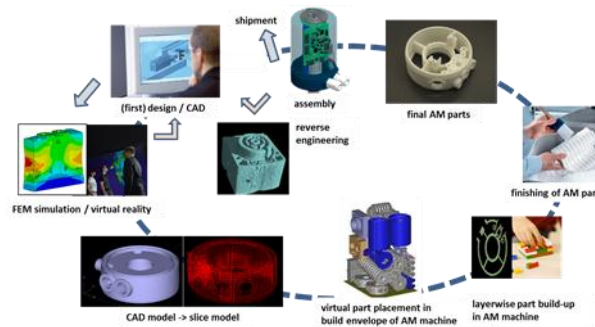 shipment
(first) design / CAD
assembly
final AM parts
reverse
engineering
finishing of AM part
FEM simulation / virtual reality
CAD model -> slice model
virtual part placement in
build envelope of AM machine
layerwise part build-up in
AM machine